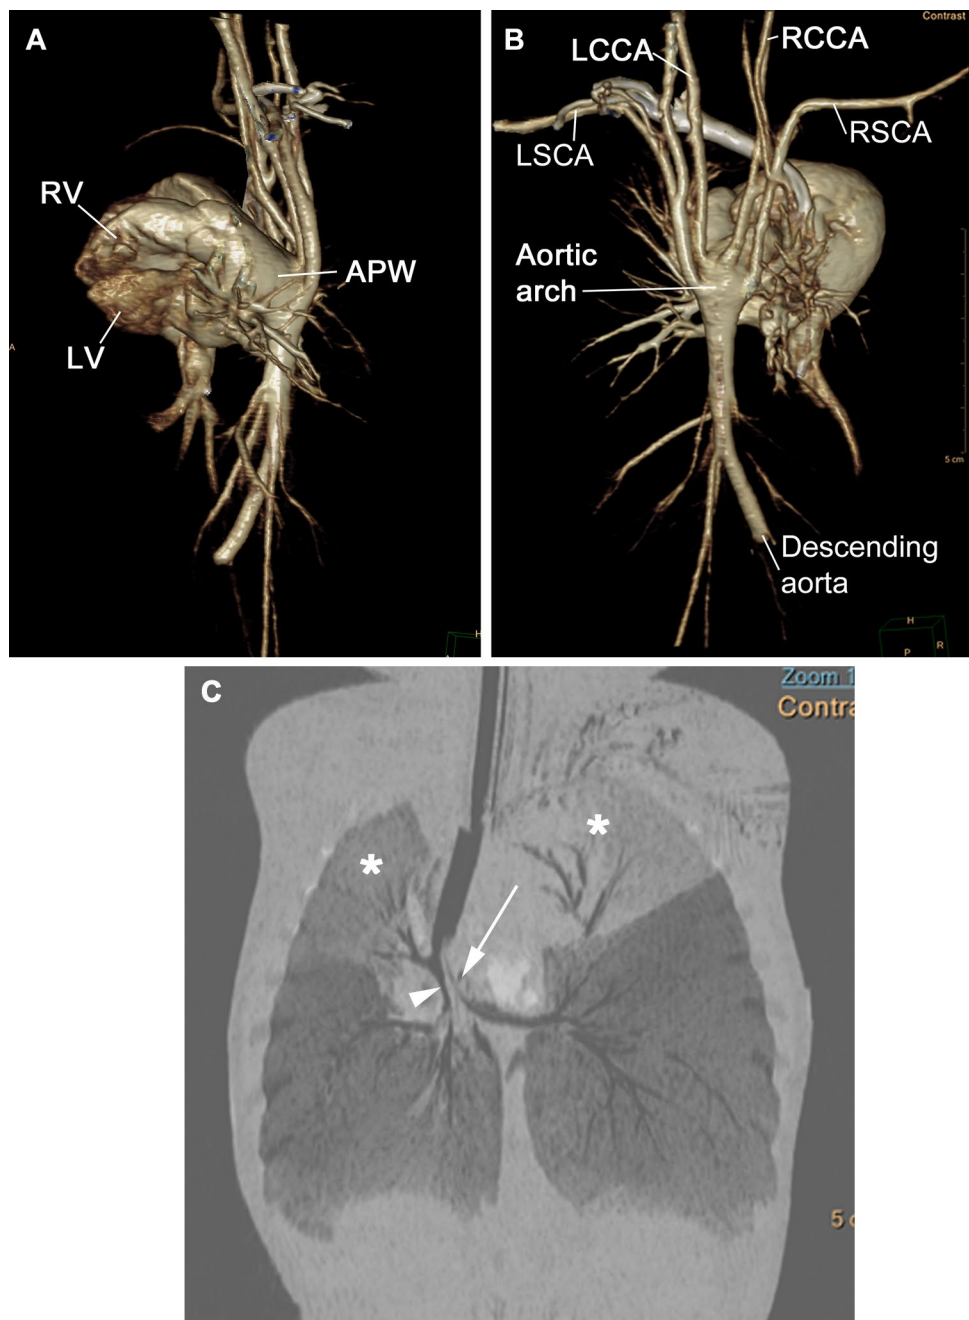 A
RV
APW
LV
A
H
B
Contrast
LCCA
RCCA
LSCA
RSCA
Aortic
arch
5 cm
Descending
aorta
H
P
R
C
Zoom 1
Contra
*
*
5 c